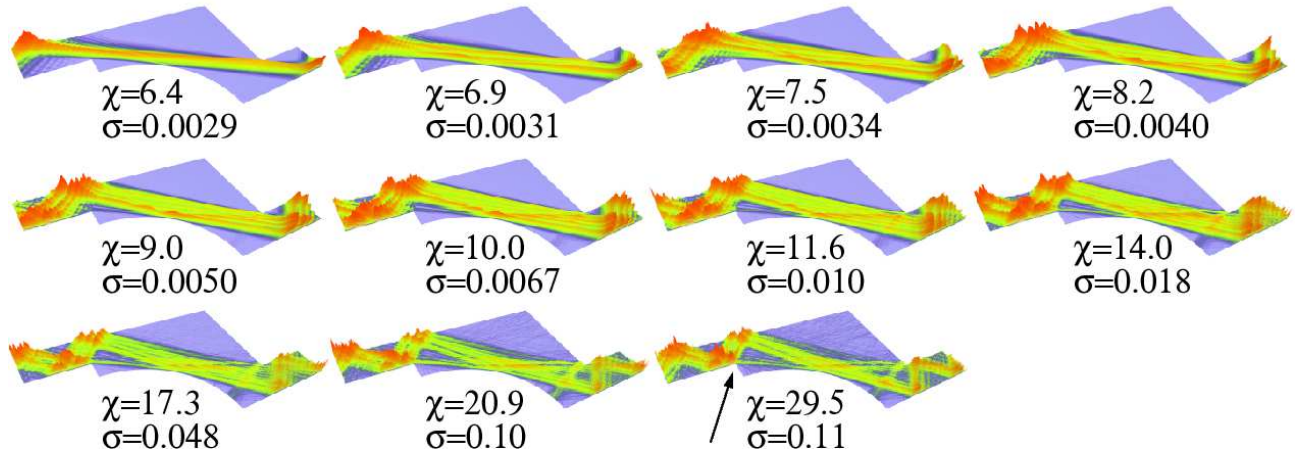 χ=6.4
σ=0.0029
χ=6.9
σ=0.0031
χ=7.5
σ=0.0034
χ=8.2
σ=0.0040
χ=9.0
σ=0.0050
χ=10.0
σ=0.0067
χ=11.6
σ=0.010
χ=14.0
σ=0.018
χ=17.3
σ=0.048
χ=20.9
σ=0.10
χ=29.5
σ=0.11